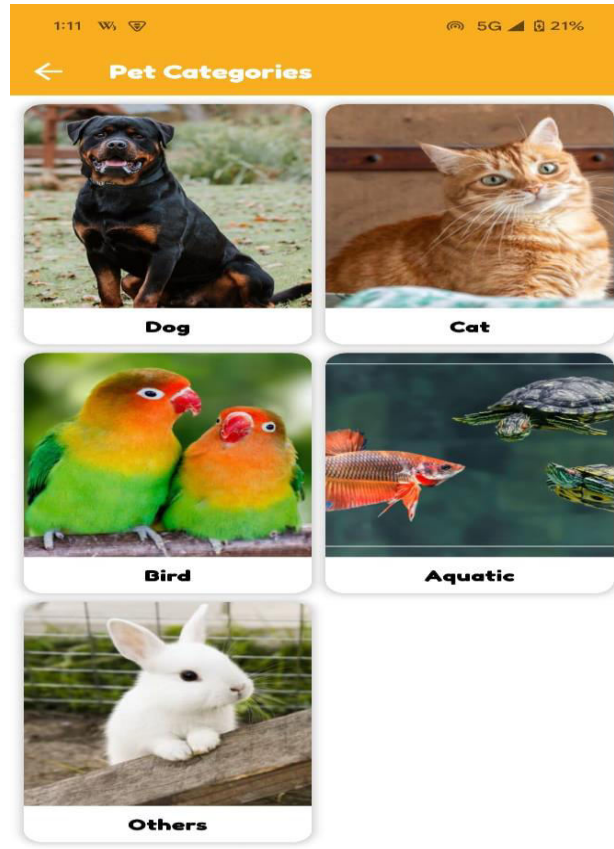 1:11 5G 21%
Pet Categories
Dog Cat
Bird Aquatic
Others